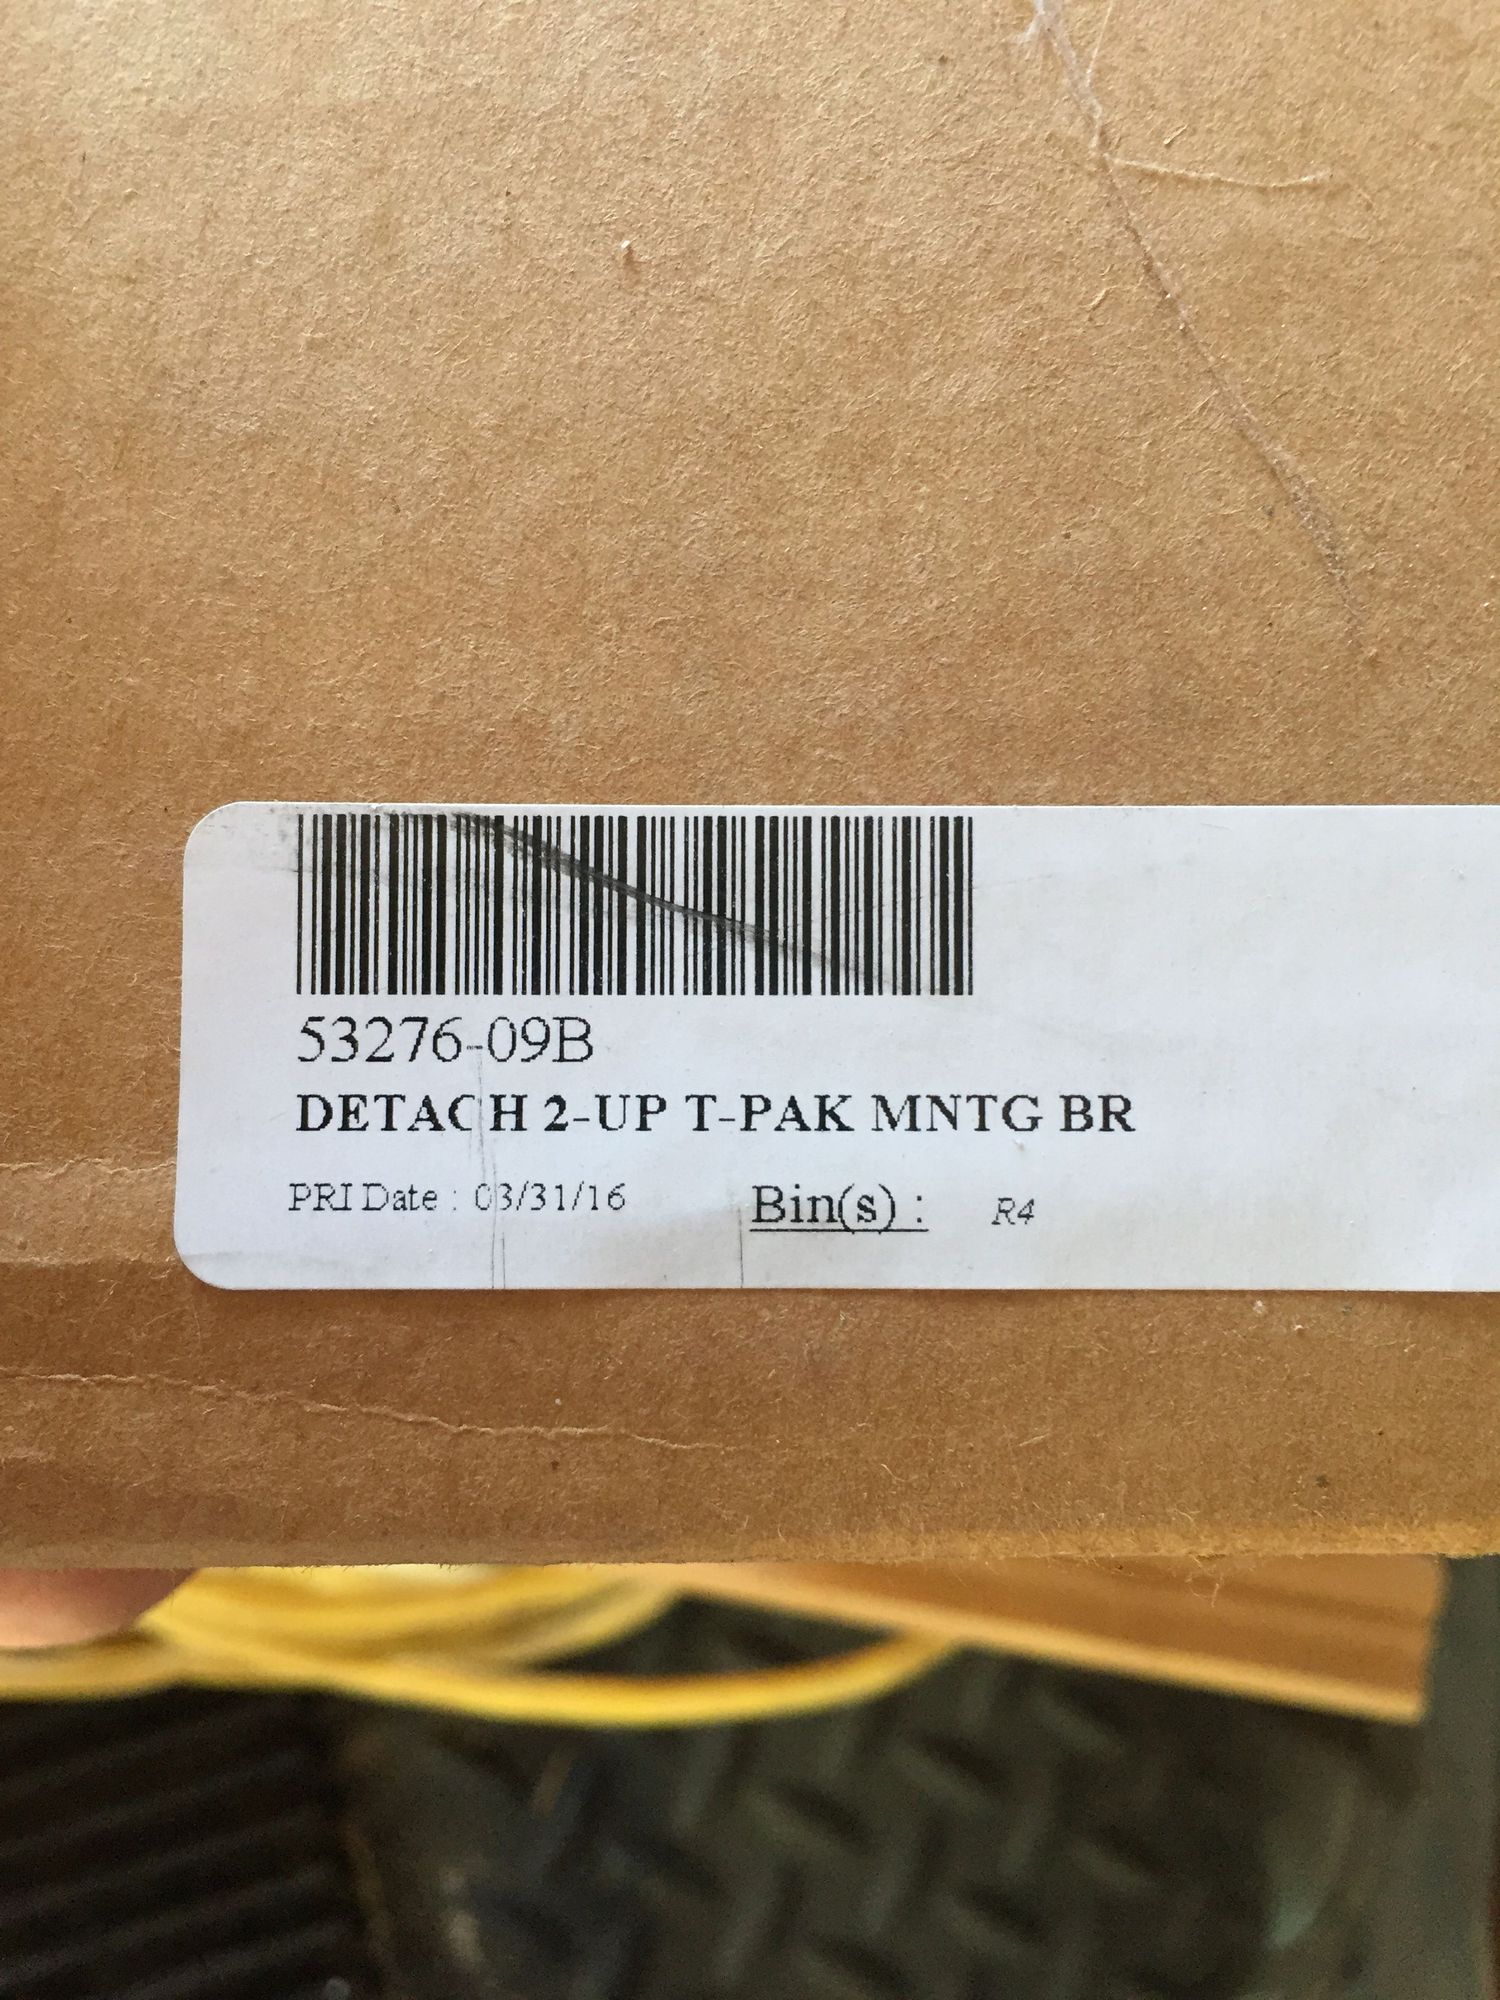 53276-09B
DETACH 2-UP T-PAK MNTG BR
PRI Date : 03/31/16 Bin(s) : R4